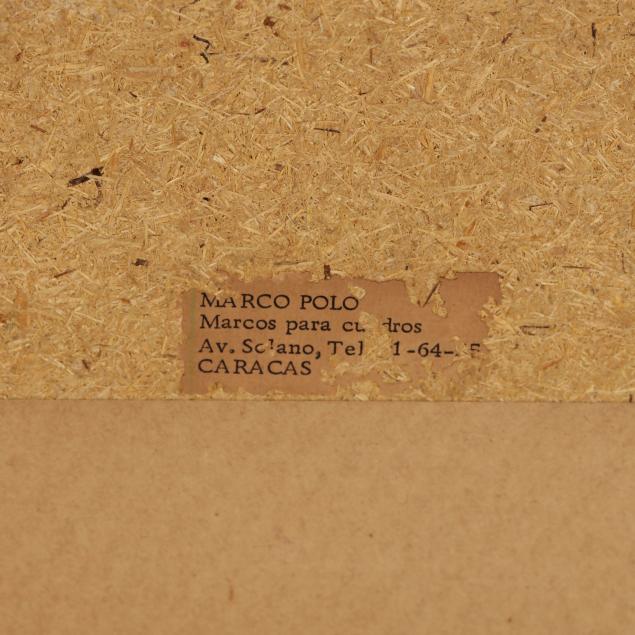 MARCO POLO
Marcos para cuadros
Av. Solano, Tel
CARACAS